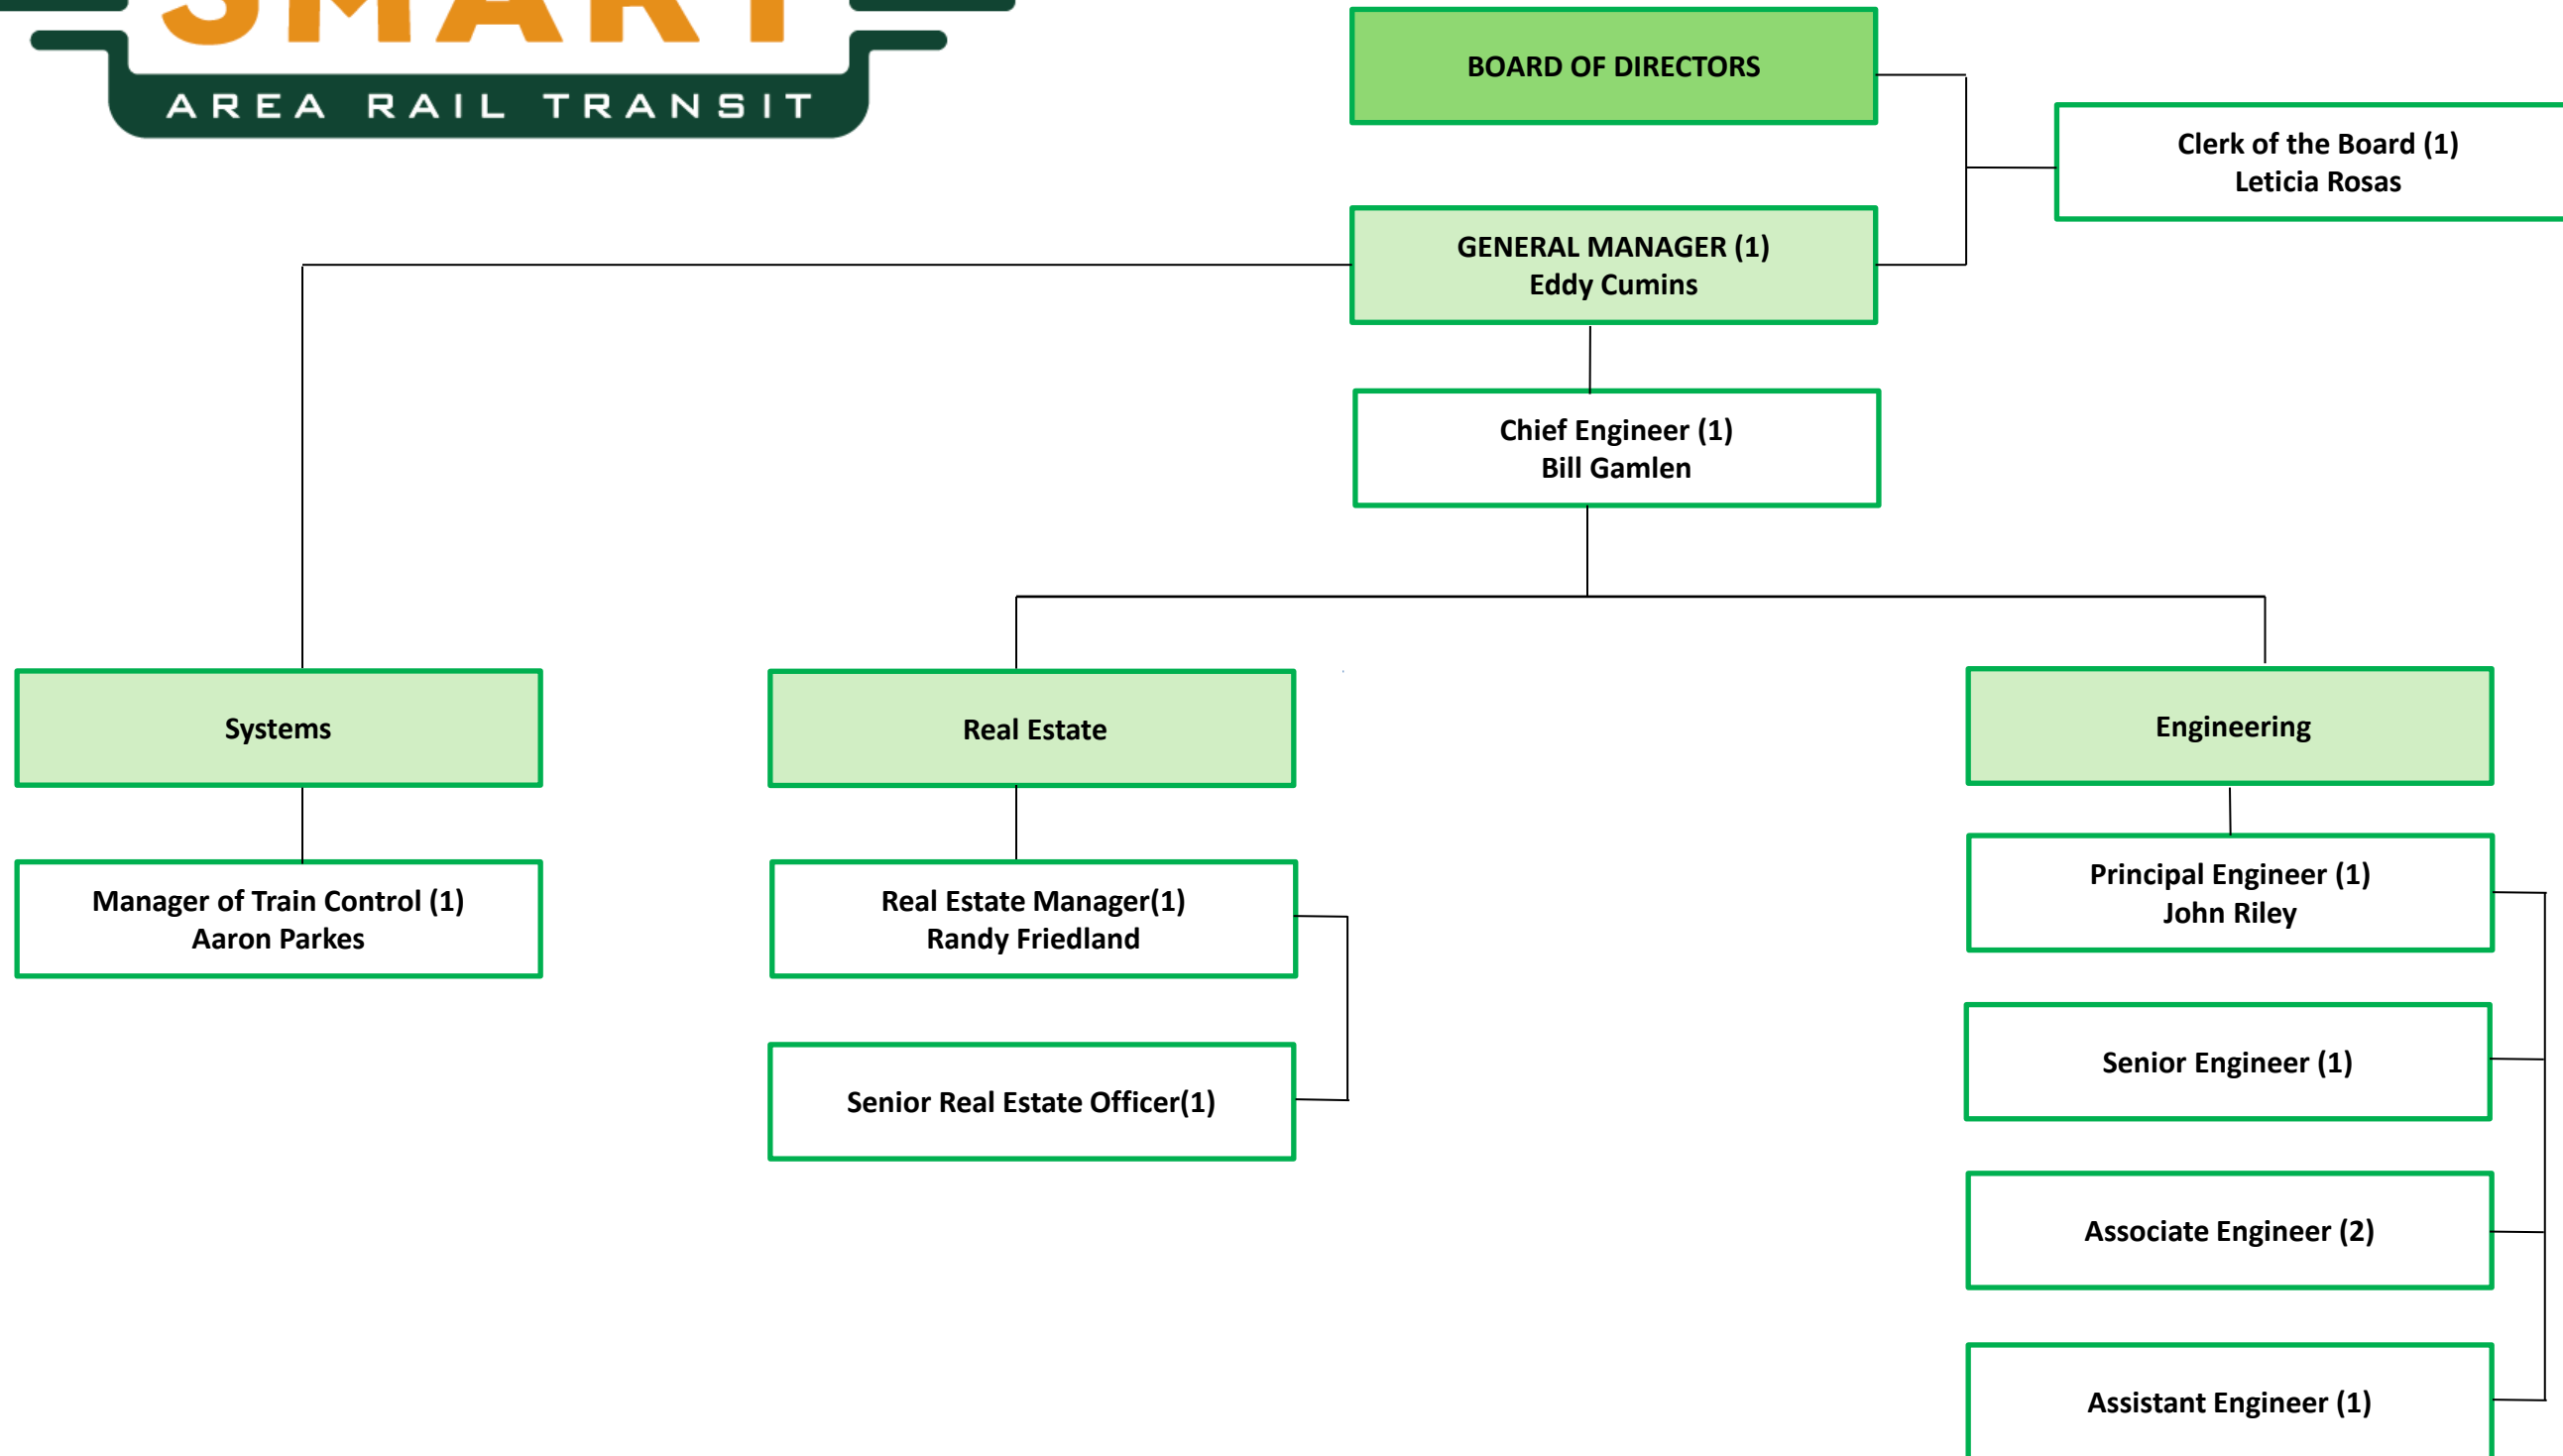 SMART
AREA RAIL TRANSIT
BOARD OF DIRECTORS
Clerk of the Board (1)
Leticia Rosas
GENERAL MANAGER (1)
Eddy Cumins
Chief Engineer (1)
Bill Gamlen
Systems
Real Estate
Engineering
Manager of Train Control (1)
Aaron Parkes
Real Estate Manager(1)
Randy Friedland
Principal Engineer (1)
John Riley
Senior Real Estate Officer(1)
Senior Engineer (1)
Associate Engineer (2)
Assistant Engineer (1)